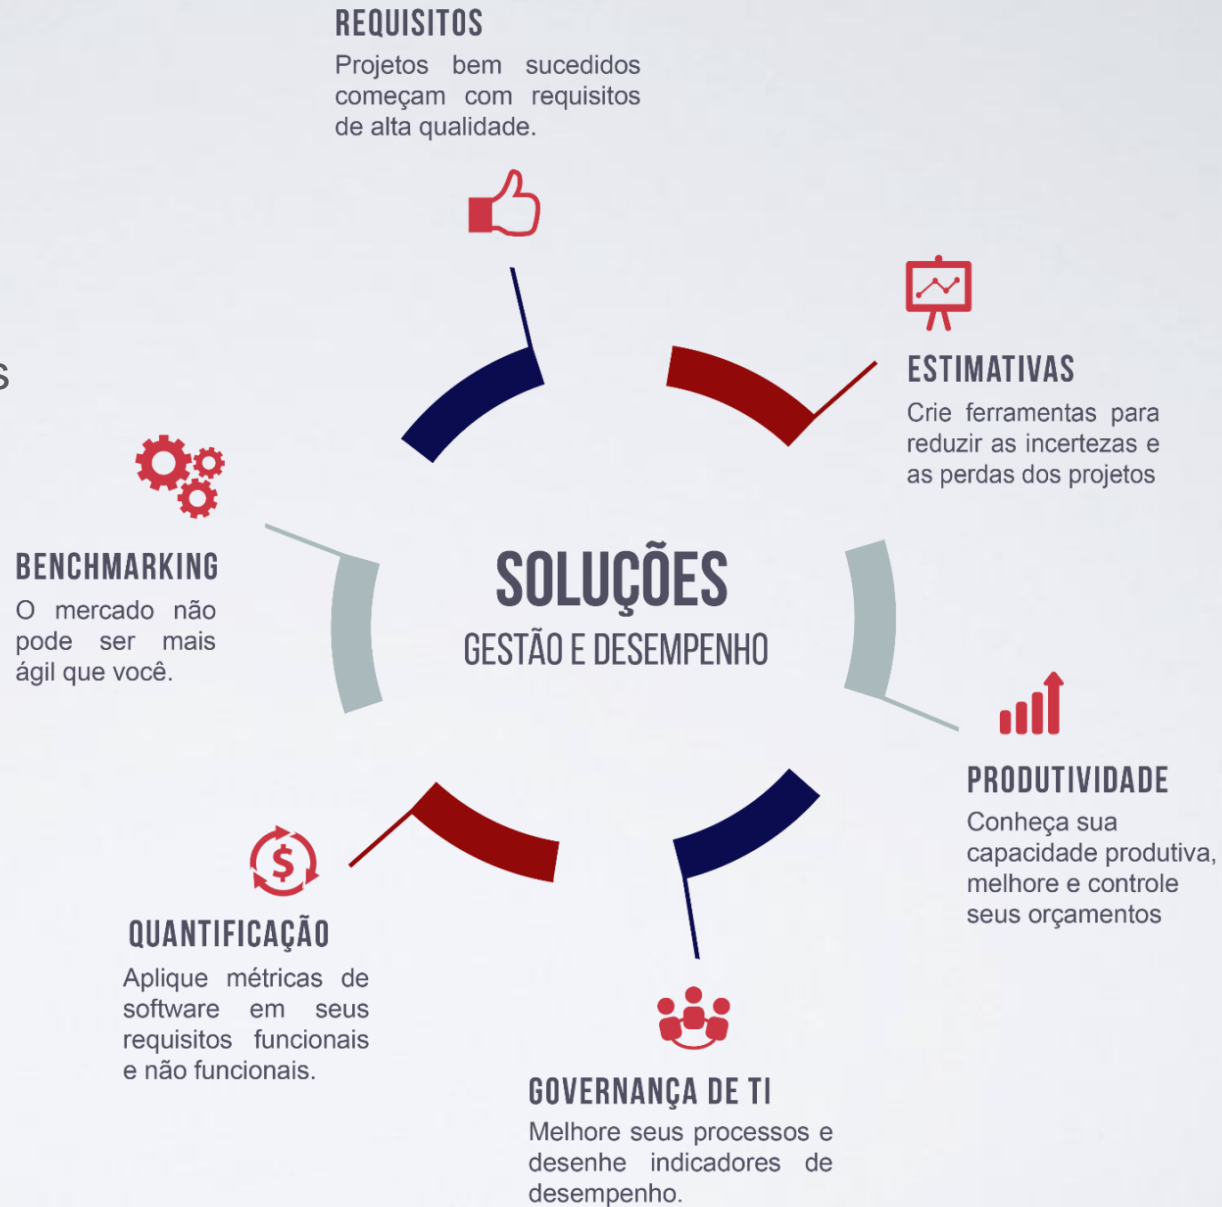 REQUISITOS
Projetos bem sucedidos
começam com requisitos
de alta qualidade.
ESTIMATIVAS
Crie ferramentas para
reduzir as incertezas e
as perdas dos projetos
s
BENCHMARKING
O mercado não
pode ser mais
ágil que você.
SOLUÇÕES
GESTÃO E DESEMPENHO
PRODUTIVIDADE
Conheça sua
capacidade produtiva,
melhore e controle
seus orçamentos
$
QUANTIFICAÇÃO
Aplique métricas de
software em seus
requisitos funcionais
e não funcionais.
GOVERNANÇA DE TI
Melhore seus processos e
desenhe indicadores de
desempenho.